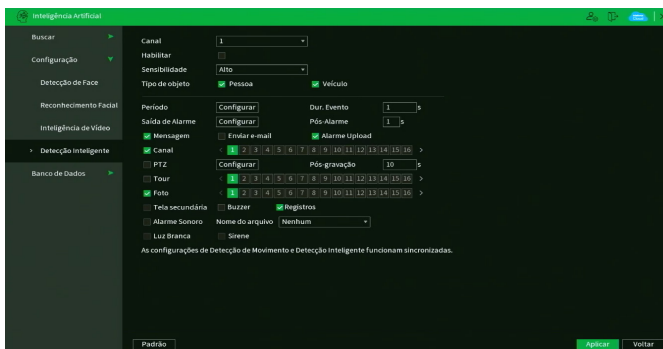 Inteligência Artificial
Buscar
Configuração
Detecção de Face
Reconhecimento Facial
Inteligência de Vídeo
> Detecção Inteligente
Banco de Dados
Canal 1
Habilitar
Sensibilidade Alto
Tipo de objeto Pessoa Veículo
Período Configurar Dur. Evento 1 s
Saída de Alarme Configurar Pós-Alarme 1 s
Mensagem Enviar e-mail Alarme Upload
Canal < 1 2 3 4 5 6 7 8 9 10 11 12 13 14 15 16 >
PTZ Configurar Pós-gravação 10 s
Tour < 1 2 3 4 5 6 7 8 9 10 11 12 13 14 15 16 >
Foto < 1 2 3 4 5 6 7 8 9 10 11 12 13 14 15 16 >
Tela secundária Buzzer Registros
Alarme Sonoro Nome do arquivo Nenhum
Luz Branca Sirene
As configurações de Detecção de Movimento e Detecção Inteligente funcionam sincronizadas.
Padrão Aplicar Voltar